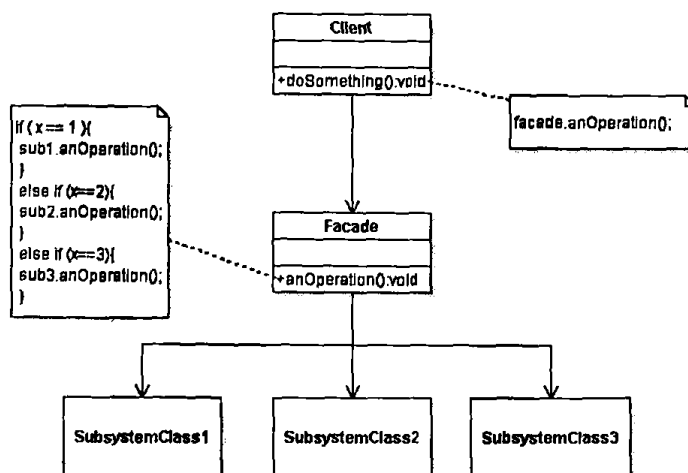 Client
+doSomething():void
facade.anOperation();
if ( x == 1 ){
sub1.anOperation();
}
else if (x==2){
sub2.anOperation();
}
else if (x==3){
sub3.anOperation();
}
Facade
+anOperation():void
SubsystemClass1
SubsystemClass2
SubsystemClass3